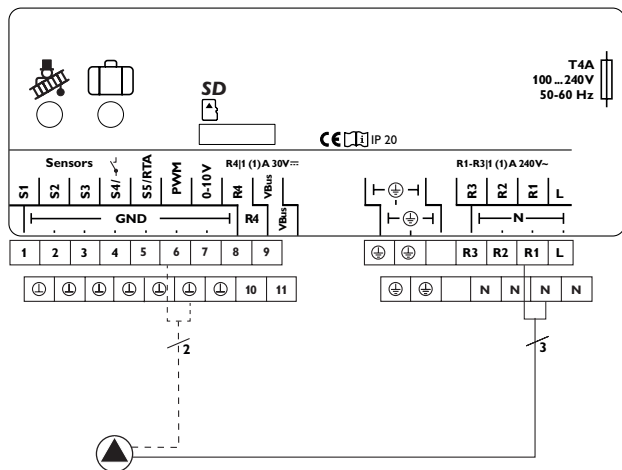 T4A
100 ... 240V
50-60 Hz
SD
CE i IP 20
Sensors
R4|1 (1) A 30V
R1-R3|1 (1) A 240V~
S1 S2 S3 S4/ S5/RTA PWM 0-10 V R4 VBus
R3 R2 R1 L
GND R4 VBus
N
1 2 3 4 5 6 7 8 9
R3 R2 R1 L
10 11
N N N N
2
3